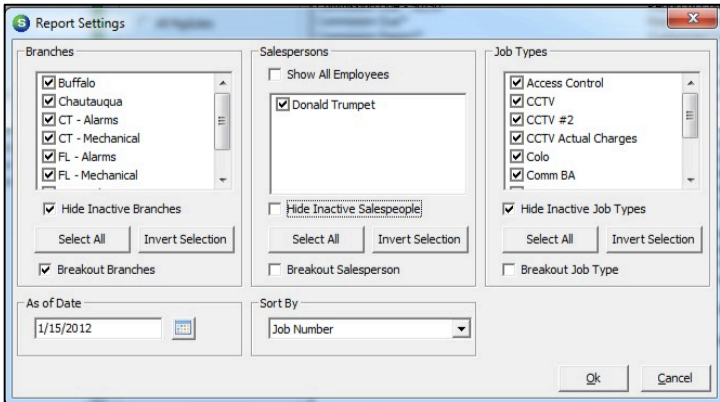 Report Settings
Branches
Buffalo
Chautauqua
CT - Alarms
CT - Mechanical
FL - Alarms
FL - Mechanical
Hide Inactive Branches
Select All
Invert Selection
Breakout Branches
Salespersons
Show All Employees
Donald Trumpet
Hide Inactive Salespeople
Select All
Invert Selection
Breakout Salesperson
Job Types
Access Control
CCTV
CCTV #2
CCTV Actual Charges
Colo
Comm BA
Hide Inactive Job Types
Select All
Invert Selection
Breakout Job Type
As of Date
1/15/2012
Sort By
Job Number
Ok
Cancel